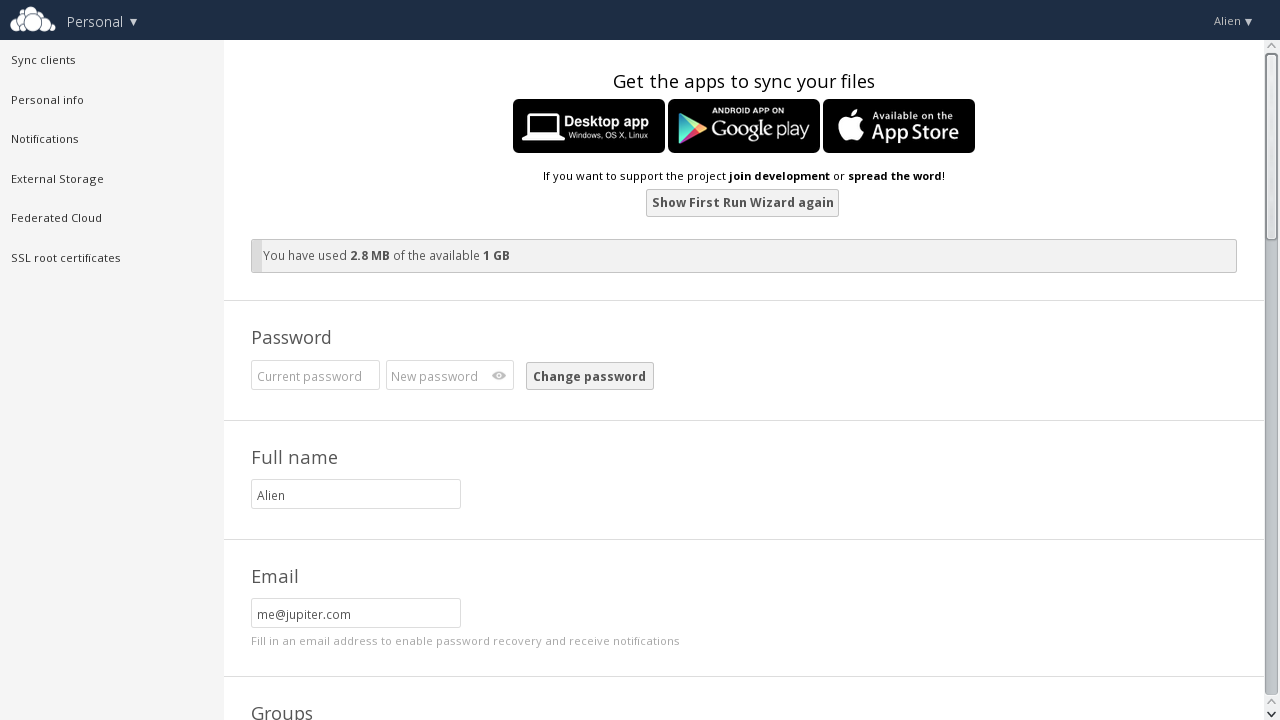 Personal ▼
Alien ▼
Sync clients
Personal info
Notifications
External Storage
Federated Cloud
SSL root certificates
Get the apps to sync your files
Desktop app
Windows, OS X, Linux
ANDROID APP ON
Google play
Available on the
App Store
If you want to support the project join development or spread the word!
Show First Run Wizard again
You have used 2.8 MB of the available 1 GB
Password
Current password
New password
Change password
Full name
Alien
Email
me@jupiter.com
Fill in an email address to enable password recovery and receive notifications
Groups